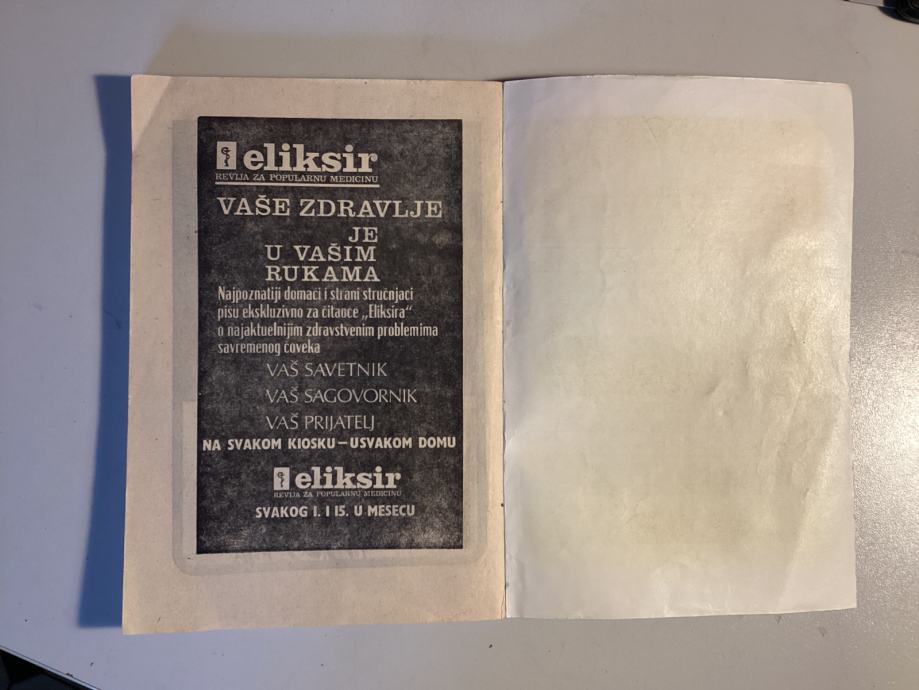 eliksir
REVIJA ZA POPULARNU MEDICINU
VAŠE ZDRAVLJE
JE
U VAŠIM
RUKAMA
Najpoznatiji domaći i strani stručnjaci
pišu ekskluzivno za čitaoce „Eliksira“
o najaktuelnijim zdravstvenim problemima
savremenog čoveka
VAŠ SAVETNIK
VAŠ SAGOVORNIK
VAŠ PRIJATELJ
NA SVAKOM KIOSKU—USVAKOM DOMU
eliksir
REVIJA ZA POPULARNU MEDICINU
SVAKOG 1. I 15. U MESECU